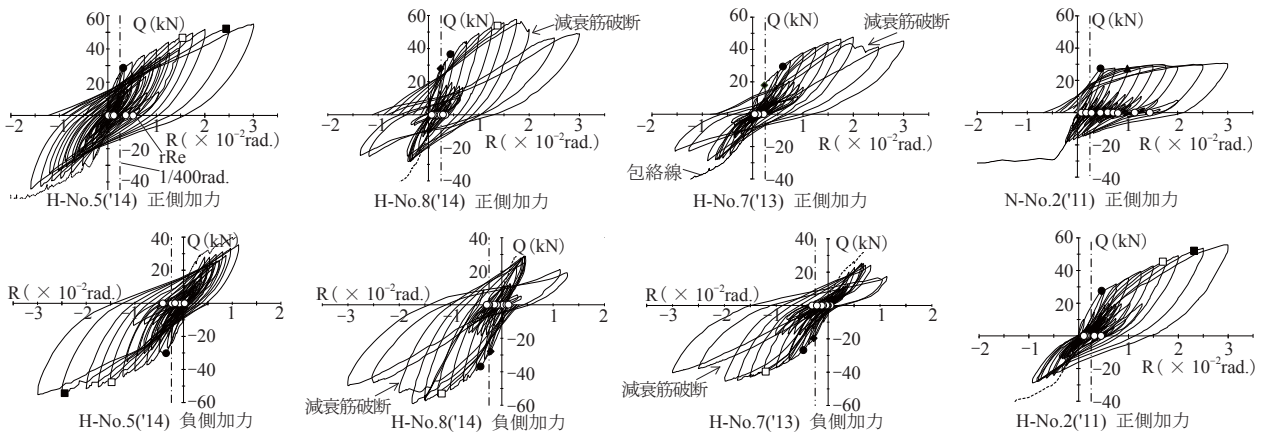 Q (kN)
60
40
20
−20
−40
−2
−1
1
2
3
R ( × 10⁻²rad.)
rRe
1/400rad.
H-No.5('14) 正側加力
Q (kN)
減衰筋破断
60
40
20
−20
−40
−2
−1
1
2
3
R ( × 10⁻²rad.)
H-No.8('14) 正側加力
Q (kN)
減衰筋破断
60
40
20
−20
−40
−2
−1
1
2
3
R ( × 10⁻²rad.)
包絡線
H-No.7('13) 正側加力
Q (kN)
60
40
20
−20
−40
−2
−1
1
2
3
R ( × 10⁻²rad.)
N-No.2('11) 正側加力
40
Q (kN)
20
−20
−40
−60
R ( × 10⁻²rad.)
−3
−2
−1
1
2
H-No.5('14) 負側加力
40
Q (kN)
20
−20
−40
−60
R ( × 10⁻²rad.)
−3
−2
−1
1
2
減衰筋破断
H-No.8('14) 負側加力
40
Q (kN)
20
−20
−40
−60
R ( × 10⁻²rad.)
−3
−2
−1
1
2
減衰筋破断
H-No.7('13) 負側加力
60
Q (kN)
40
20
−20
−40
−2
−1
1
2
3
R ( × 10⁻²rad.)
H-No.2('11) 正側加力